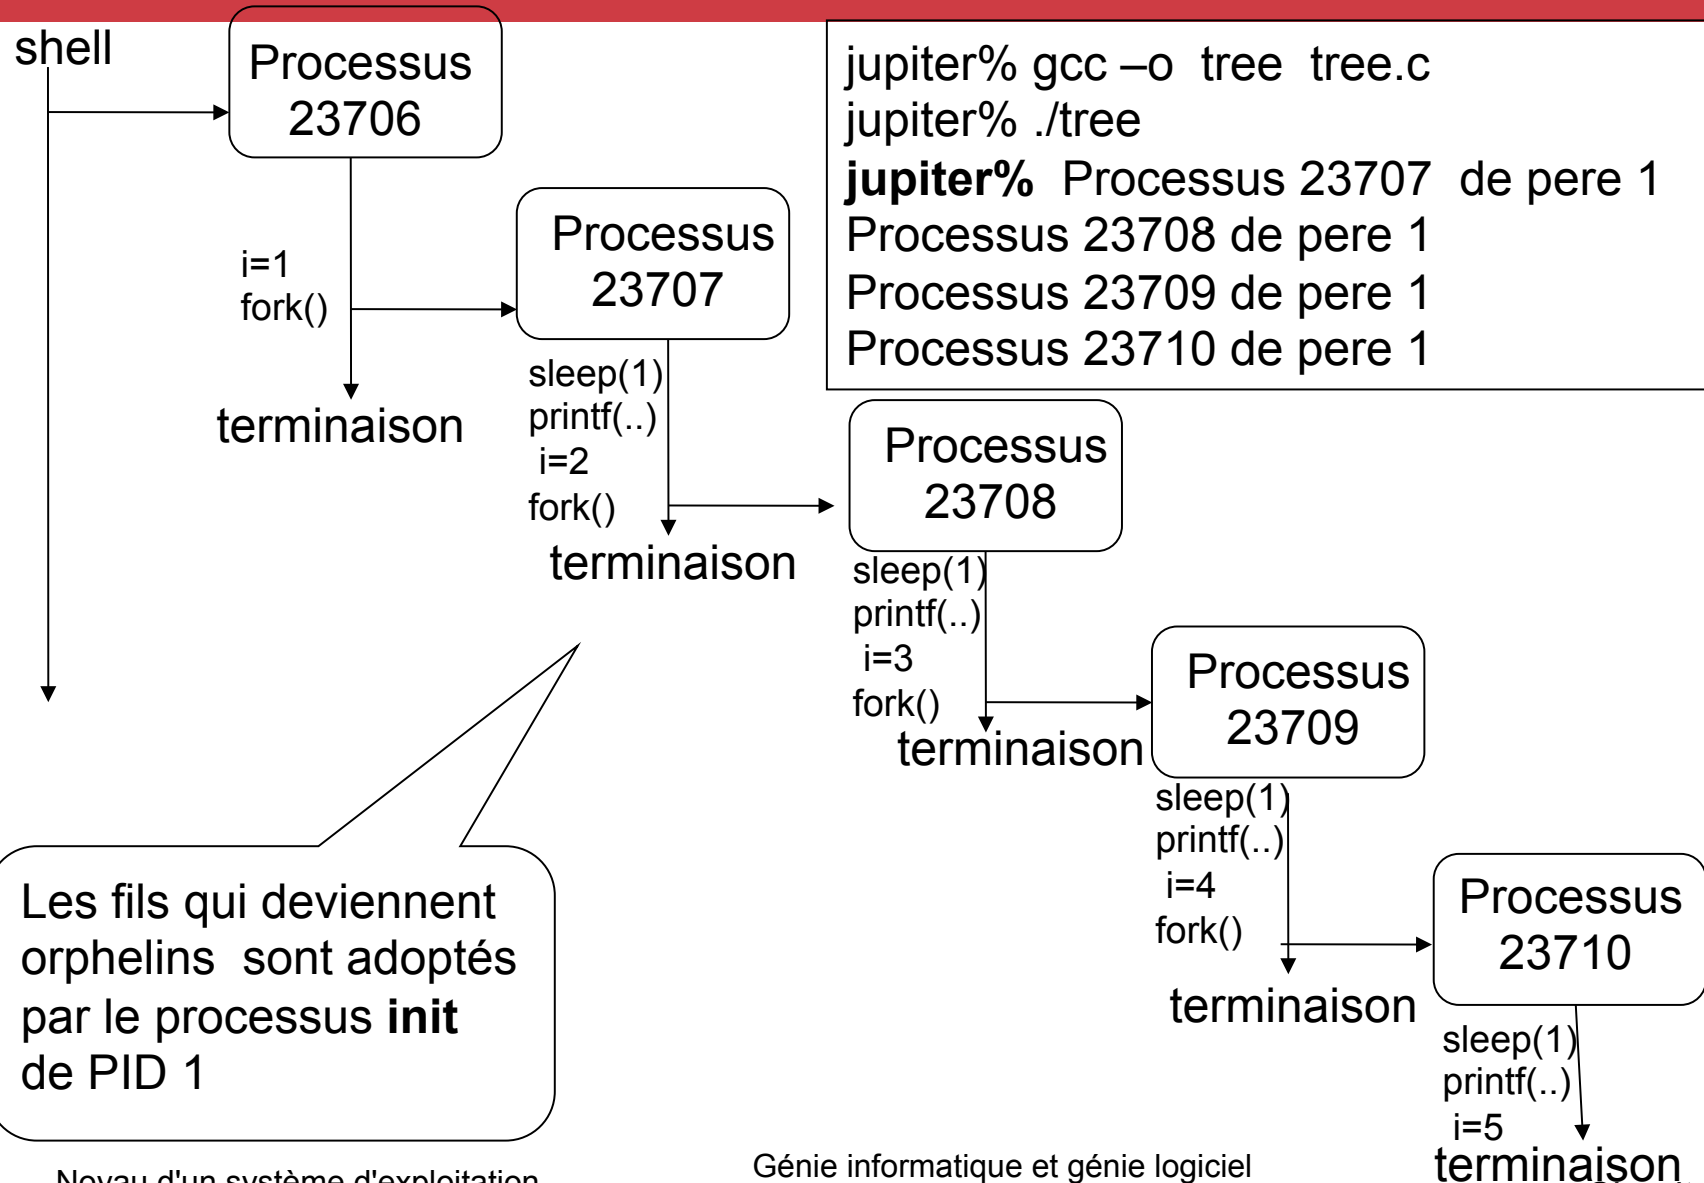 shell
Processus
23706
jupiter% gcc –o tree tree.c
jupiter% ./tree
jupiter% Processus 23707 de pere 1
Processus 23708 de pere 1
Processus 23709 de pere 1
Processus 23710 de pere 1
i=1
fork()
terminaison
Processus
23707
sleep(1)
printf(..)
i=2
fork()
terminaison
Processus
23708
sleep(1)
printf(..)
i=3
fork()
terminaison
Processus
23709
sleep(1)
printf(..)
i=4
fork()
terminaison
Processus
23710
sleep(1)
printf(..)
i=5
terminaison
Les fils qui deviennent
orphelins sont adoptés
par le processus init
de PID 1
Noyau d'un système d'exploitation
Génie informatique et génie logiciel